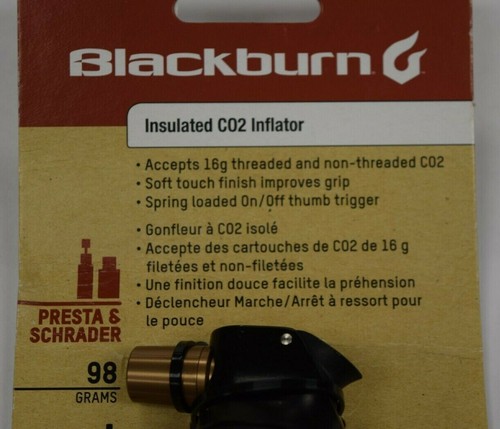 Blackburn
Insulated CO2 Inflator
• Accepts 16g threaded and non-threaded CO2
• Soft touch finish improves grip
• Spring loaded On/Off thumb trigger
• Gonfleur à CO2 isolé
• Accepte des cartouches de CO2 de 16 g
filetées et non-filetées
• Une finition douce facilite la préhension
• Déclencheur Marche/Arrêt à ressort pour
le pouce
PRESTA &
SCHRADER
98
GRAMS